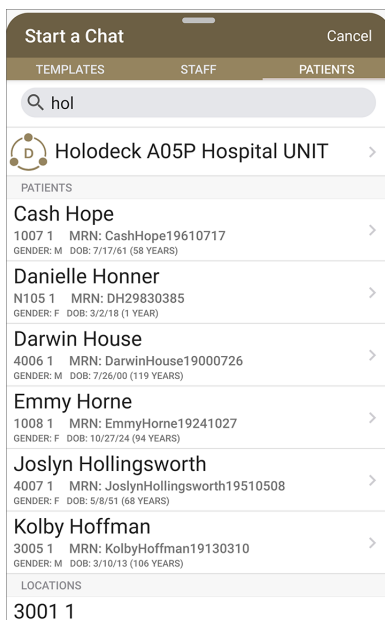 Start a Chat Cancel
TEMPLATES STAFF PATIENTS
hol
D Holodeck A05P Hospital UNIT
PATIENTS
Cash Hope
1007 1 MRN: CashHope19610717
GENDER: M DOB: 7/17/61 (58 YEARS)
Danielle Honner
N105 1 MRN: DH29830385
GENDER: F DOB: 3/2/18 (1 YEAR)
Darwin House
4006 1 MRN: DarwinHouse19000726
GENDER: M DOB: 7/26/00 (119 YEARS)
Emmy Horne
1008 1 MRN: EmmyHorne19241027
GENDER: F DOB: 10/27/24 (94 YEARS)
Joslyn Hollingsworth
4007 1 MRN: JoslynHollingsworth19510508
GENDER: F DOB: 5/8/51 (68 YEARS)
Kolby Hoffman
3005 1 MRN: KolbyHoffman19130310
GENDER: M DOB: 3/10/13 (106 YEARS)
LOCATIONS
3001 1